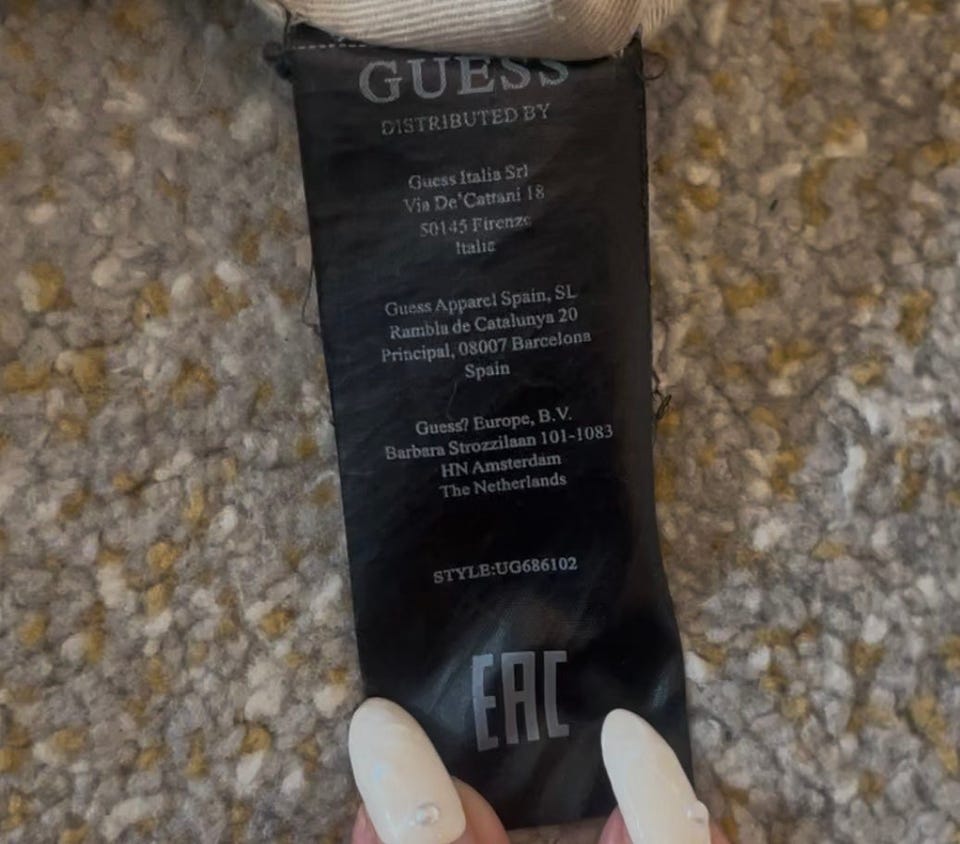 GUESS
DISTRIBUTED BY
Guess Italia Srl
Via De'Cattani 18
50145 Firenze
Italia
Guess Apparel Spain, SL
Rambla de Catalunya 20
Principal, 08007 Barcelona
Spain
Guess? Europe, B.V.
Barbara Strozzilaan 101-1083
HN Amsterdam
The Netherlands
STYLE:UG686102
EAC